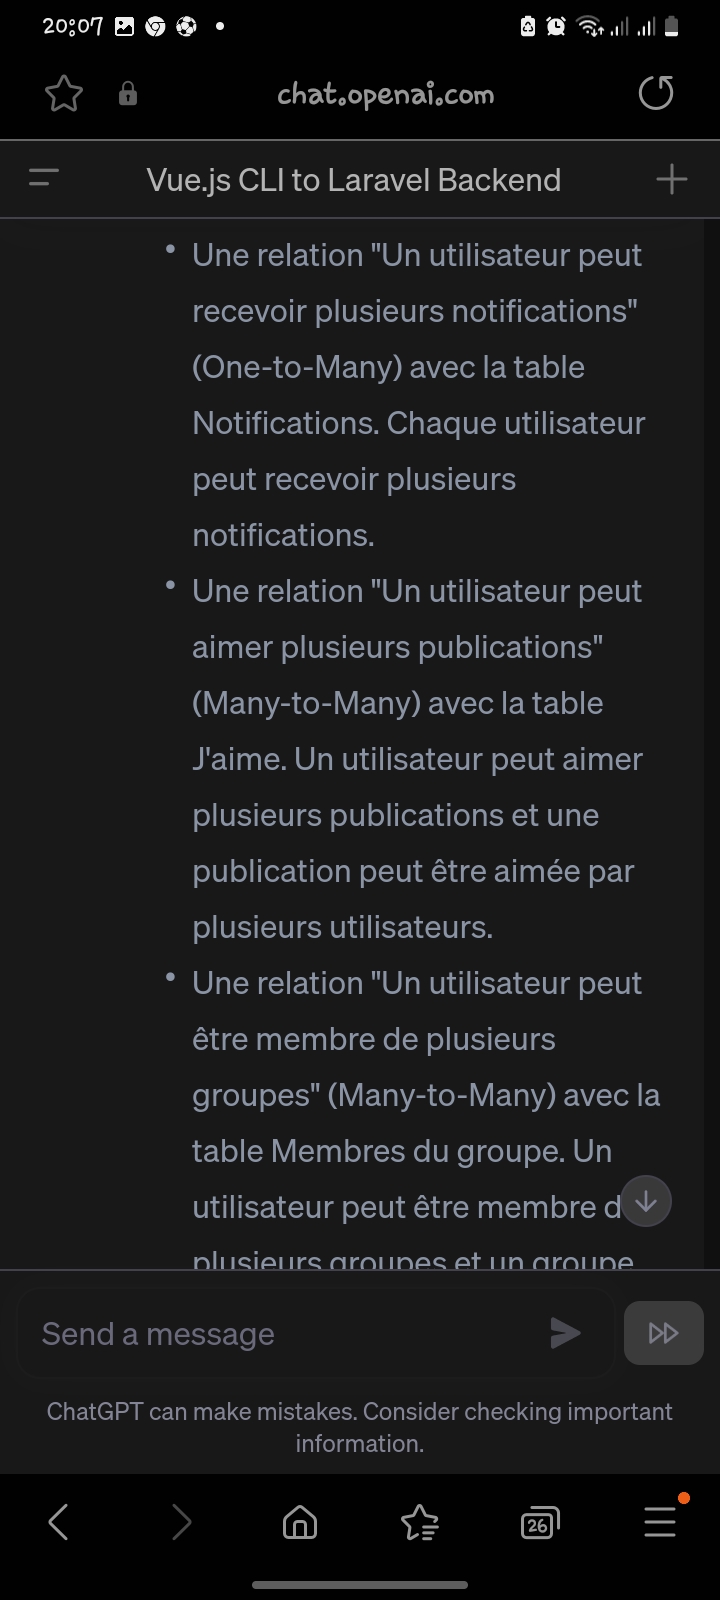 20:07
chat.openai.com
Vue.js CLI to Laravel Backend
• Une relation "Un utilisateur peut
recevoir plusieurs notifications"
(One-to-Many) avec la table
Notifications. Chaque utilisateur
peut recevoir plusieurs
notifications.
• Une relation "Un utilisateur peut
aimer plusieurs publications"
(Many-to-Many) avec la table
J'aime. Un utilisateur peut aimer
plusieurs publications et une
publication peut être aimée par
plusieurs utilisateurs.
• Une relation "Un utilisateur peut
être membre de plusieurs
groupes" (Many-to-Many) avec la
table Membres du groupe. Un
utilisateur peut être membre d
plusieurs groupes et un groupe
Send a message
ChatGPT can make mistakes. Consider checking important
information.
26